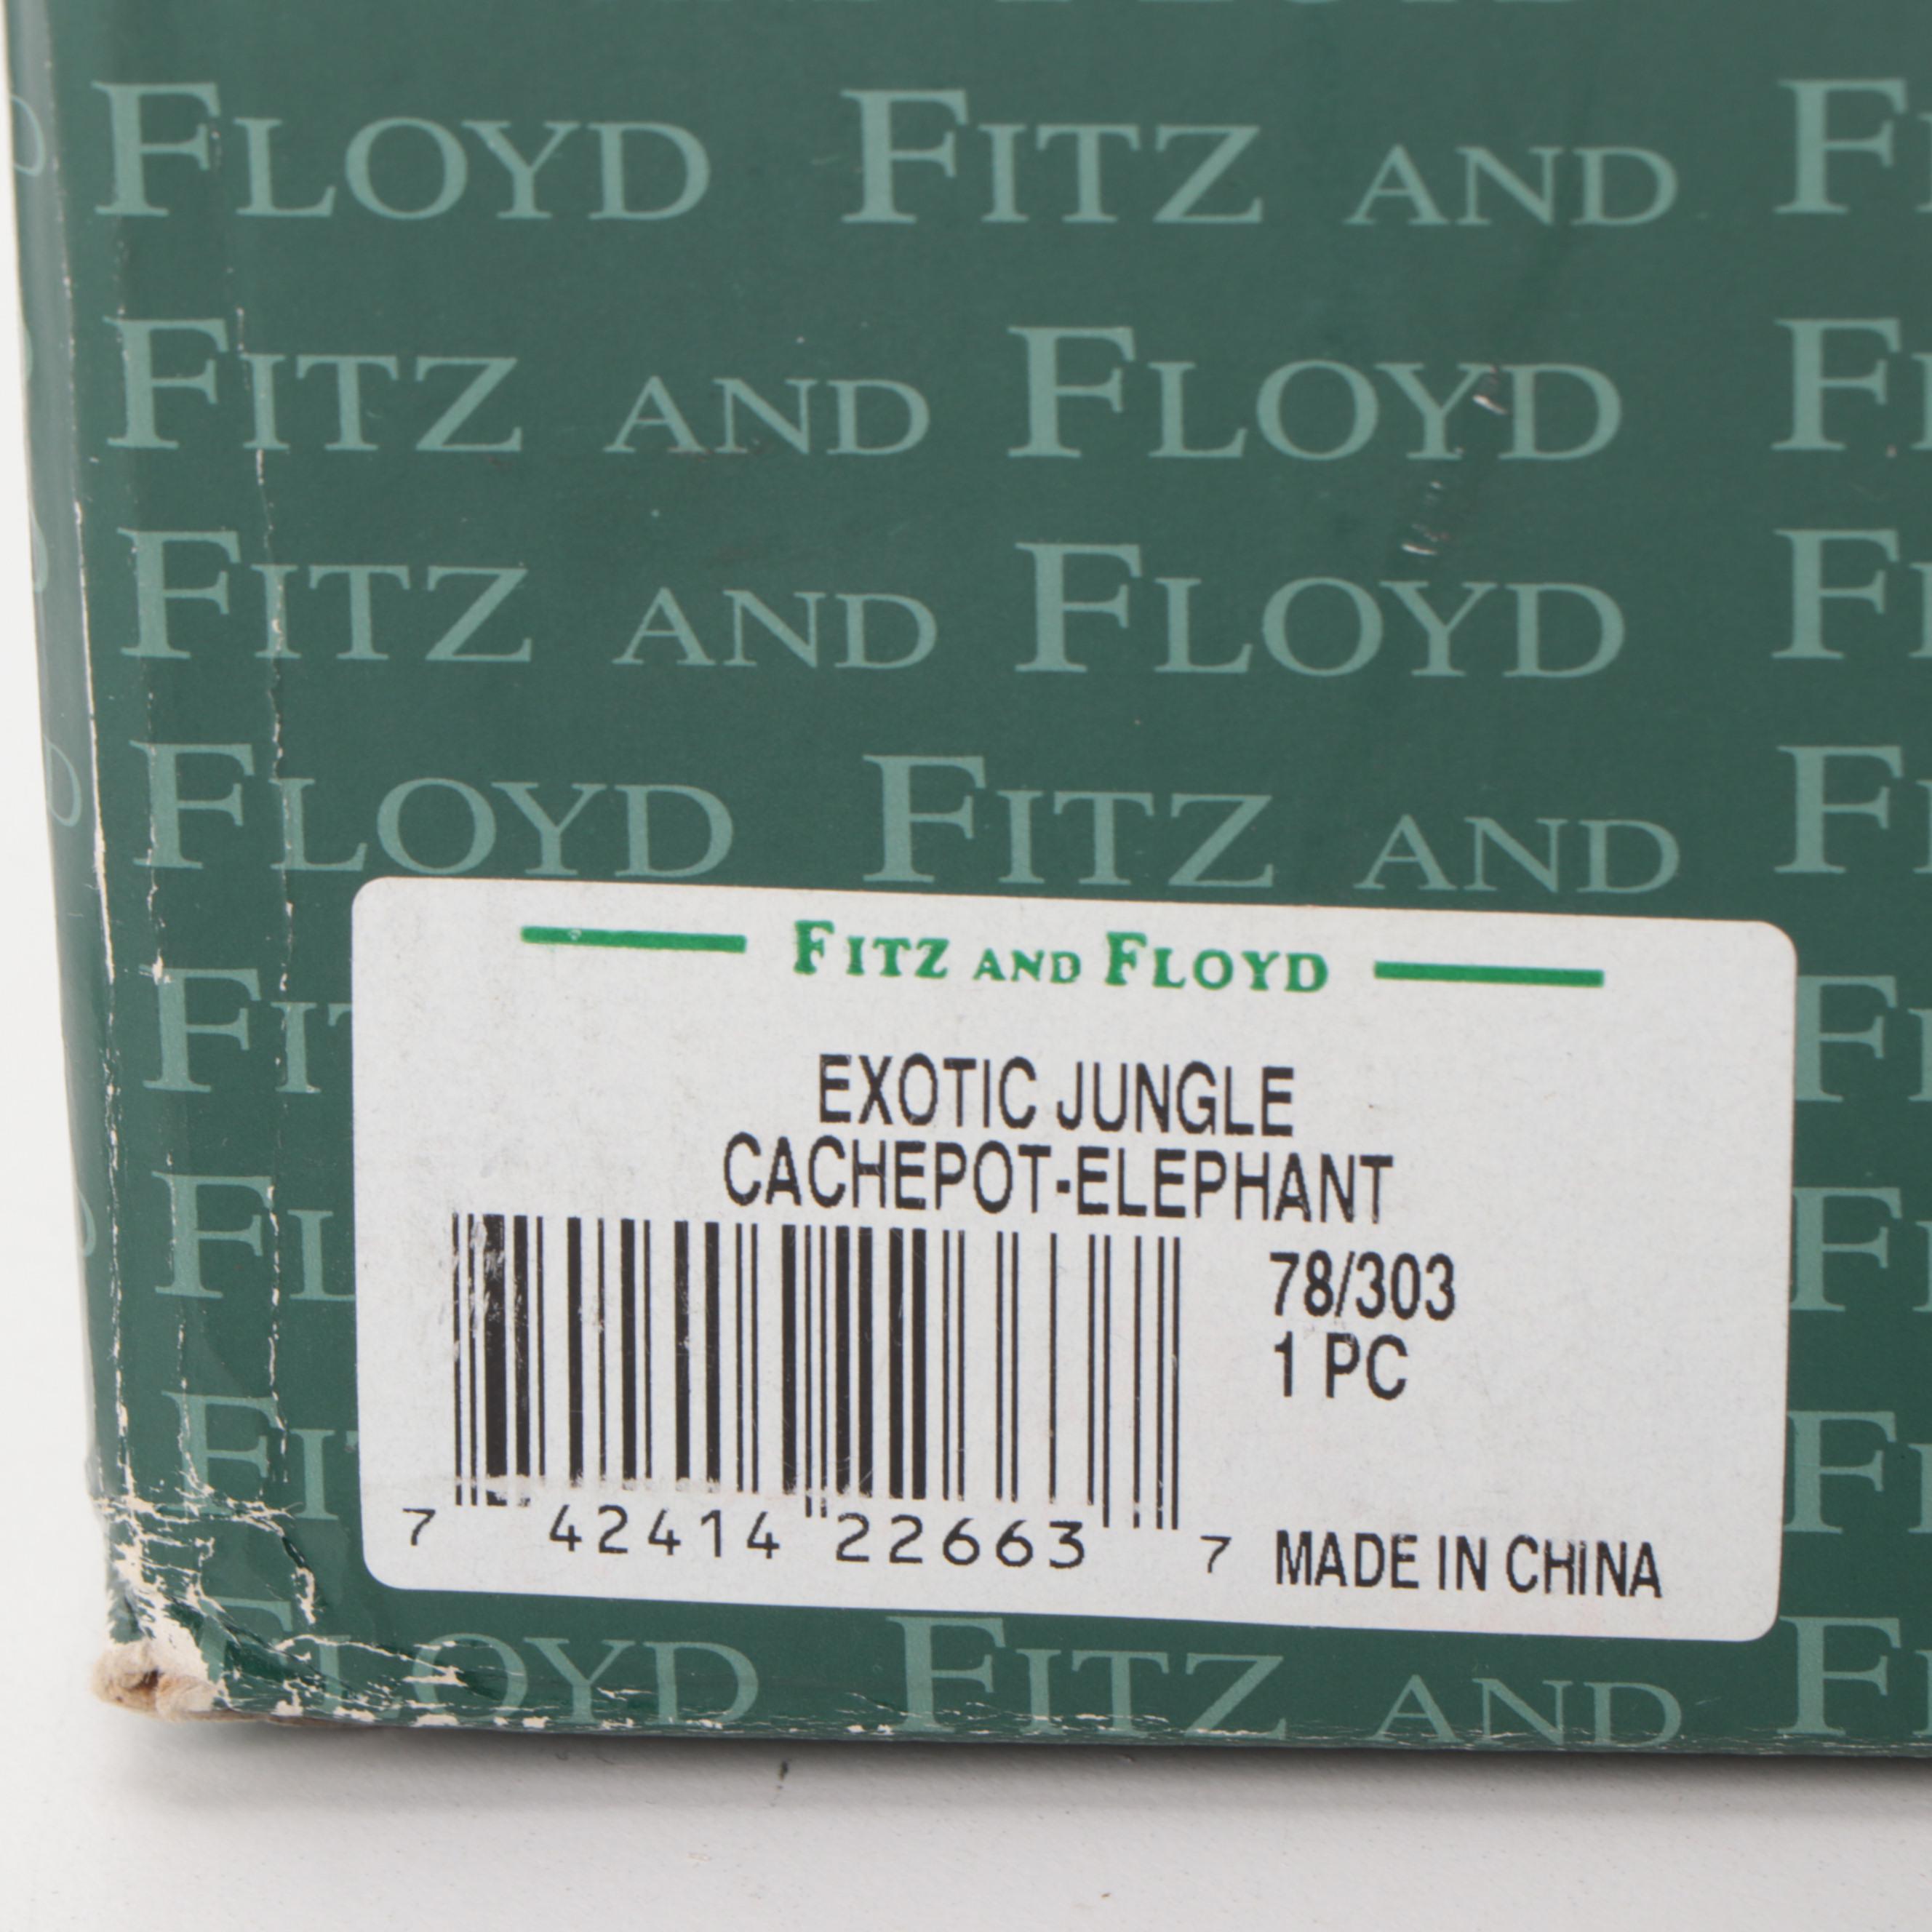 FLOYD FITZ AND
FITZ AND FLOYD
FITZ AND FLOYD
FLOYD FITZ AND
FITZ AND FLOYD
EXOTIC JUNGLE
CACHEPOT-ELEPHANT
78/303
1 PC
7 42414 22663 7
MADE IN CHINA
FLOYD FITZ AND